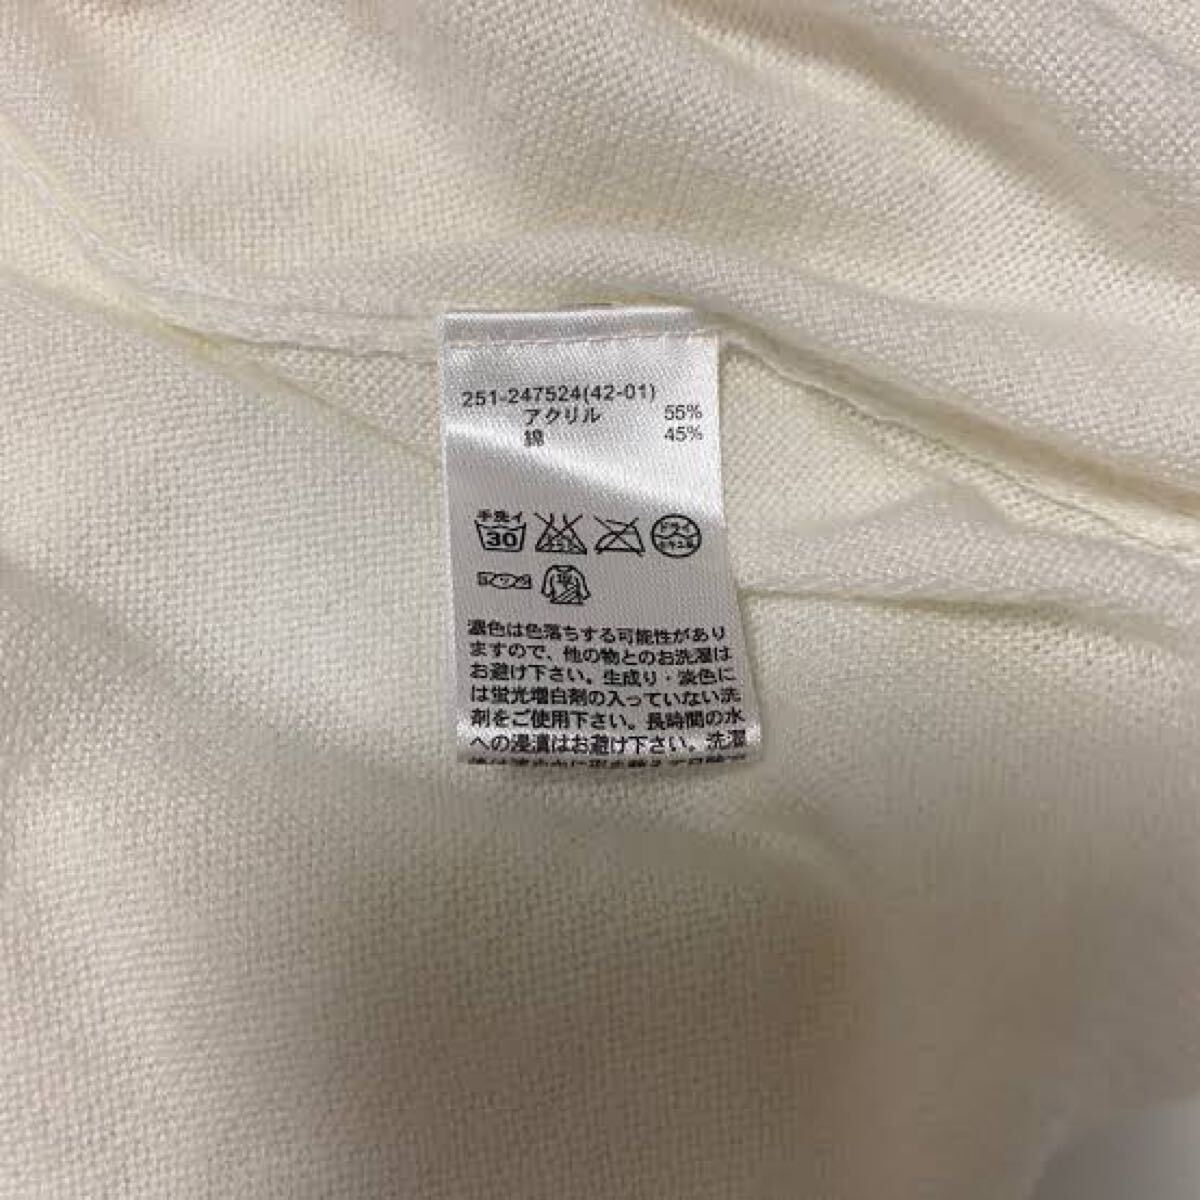 251-247524(42-01)
アクリル 55%
綿 45%
手洗イ
30
ドライ
セキユ系
濃色は色落ちする可能性があり
ますので、他の物とのお洗濯は
お避け下さい。生成り・淡色に
は蛍光増白剤の入っていない洗
剤をご使用下さい。長時間の水
への浸漬はお避け下さい。洗濯